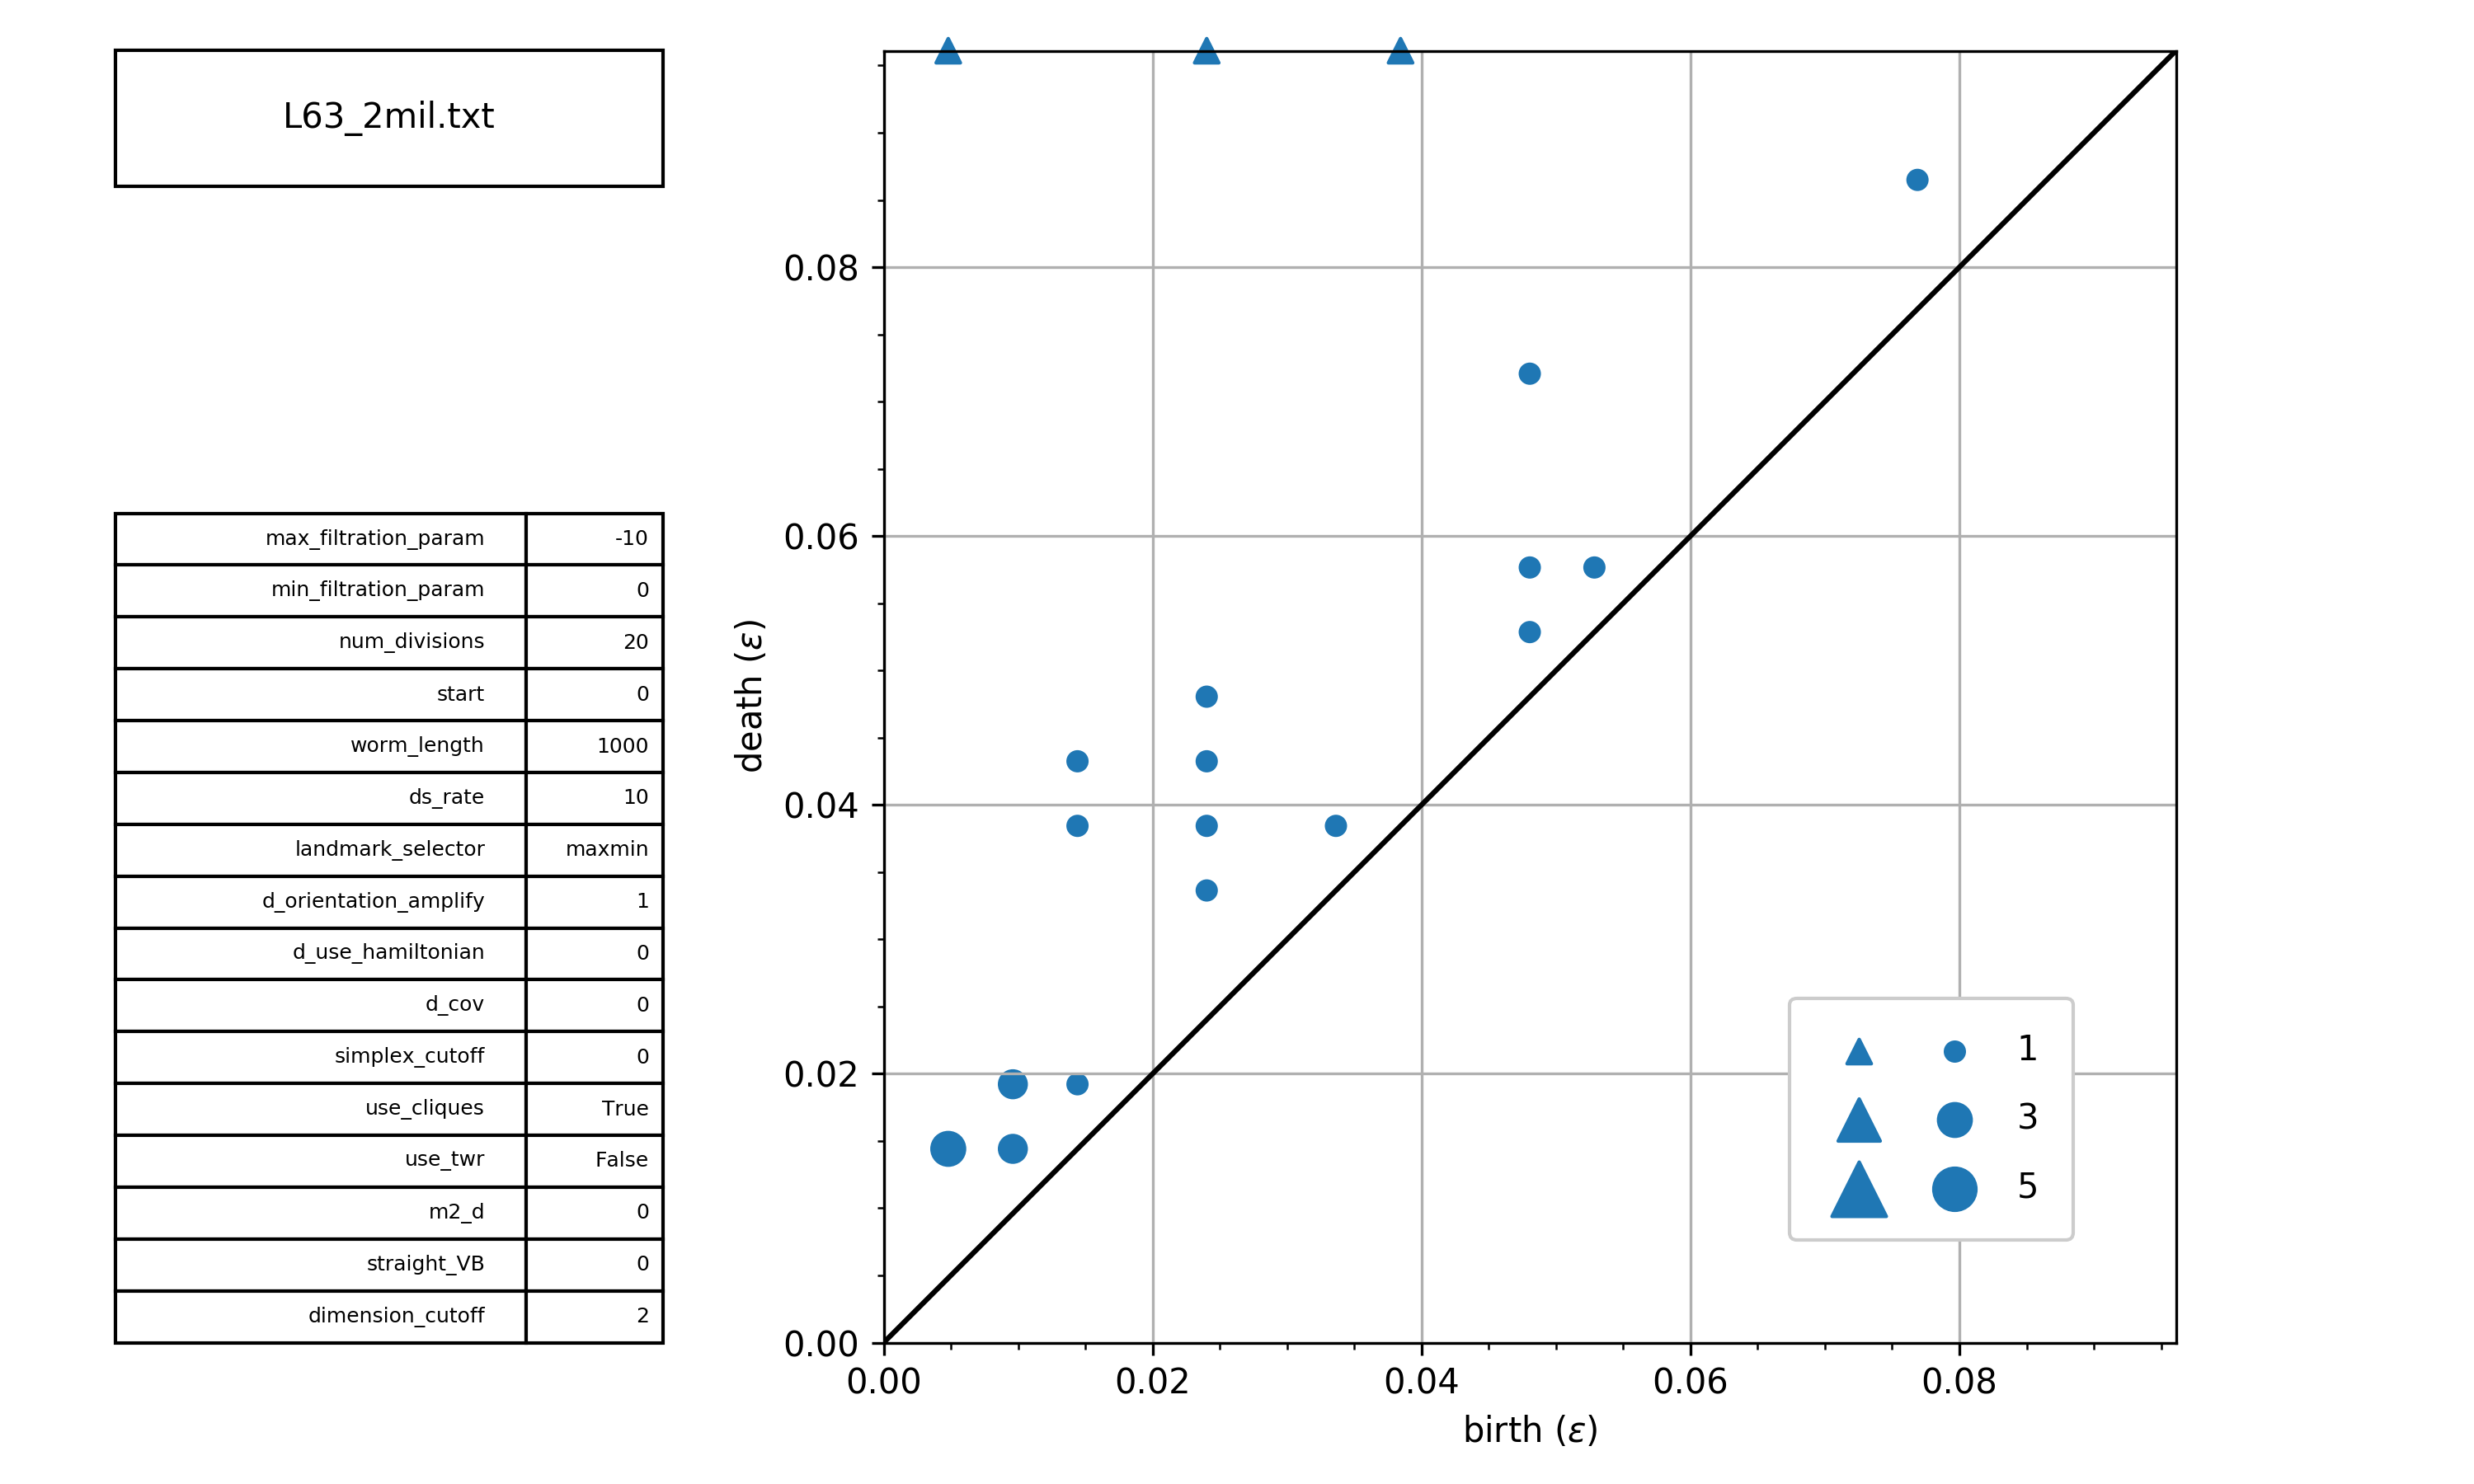 L63_2mil.txt
max_filtration_param -10
min_filtration_param 0
num_divisions 20
start 0
worm_length 1000
ds_rate 10
landmark_selector maxmin
d_orientation_amplify 1
d_use_hamiltonian 0
d_cov 0
simplex_cutoff 0
use_cliques True
use_twr False
m2_d 0
straight_VB 0
dimension_cutoff 2
death (ε)
0.08
0.06
0.04
0.02
0.00
0.00 0.02 0.04 0.06 0.08
birth (ε)
1
3
5